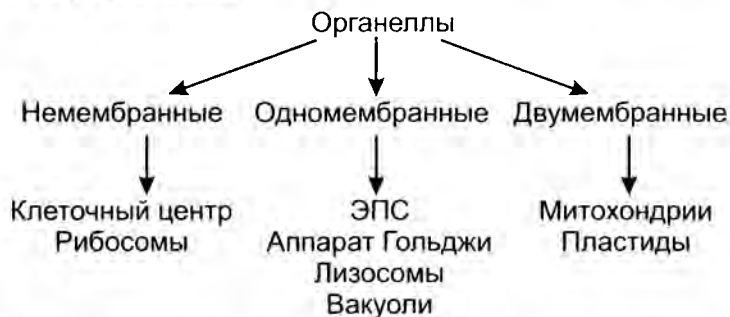 Органеллы
Немембранные Одномембранные Двумембранные
Клеточный центр ЭПС Митохондрии
Рибосомы Аппарат Гольджи Пластиды
Лизосомы
Вакуоли